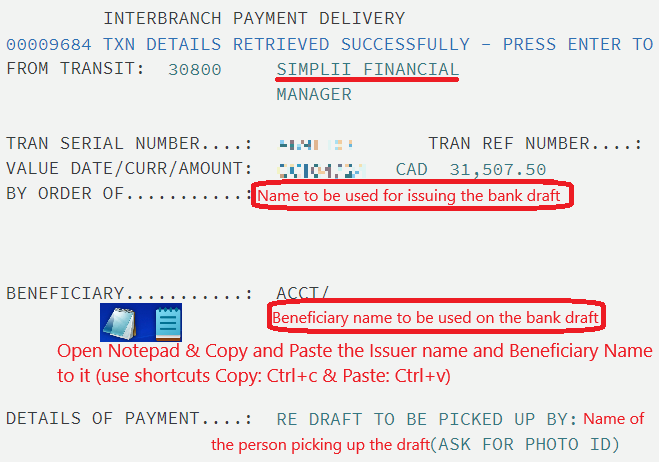 INTERBRANCH PAYMENT DELIVERY
00009684 TXN DETAILS RETRIEVED SUCCESSFULLY – PRESS ENTER TO
FROM TRANSIT: 30800 SIMPLII FINANCIAL
MANAGER
TRAN SERIAL NUMBER....: TRAN REF NUMBER....:
VALUE DATE/CURR/AMOUNT: CAD 31,507.50
BY ORDER OF...........: Name to be used for issuing the bank draft
BENEFICIARY...........: ACCT/
Beneficiary name to be used on the bank draft
Open Notepad & Copy and Paste the Issuer name and Beneficiary Name
to it (use shortcuts Copy: Ctrl+c & Paste: Ctrl+v)
DETAILS OF PAYMENT....: RE DRAFT TO BE PICKED UP BY: Name of
the person picking up the draft(ASK FOR PHOTO ID)